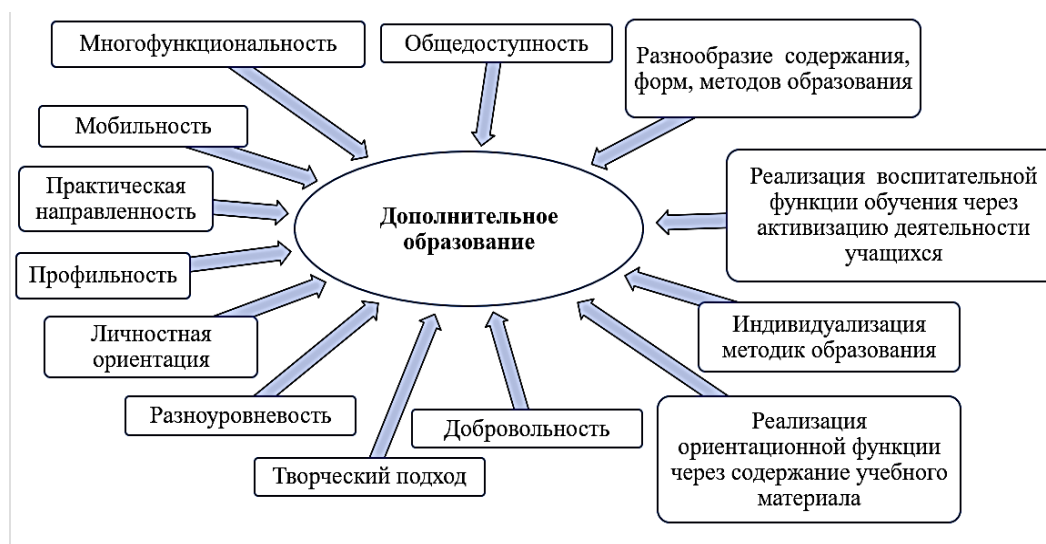 Многофункциональность
Общедоступность
Разнообразие содержания,
форм, методов образования
Мобильность
Практическая
направленность
Дополнительное
образование
Реализация воспитательной
функции обучения через
активизацию деятельности
учащихся
Профильность
Личностная
ориентация
Индивидуализация
методик образования
Разноуровневость
Добровольность
Творческий подход
Реализация
ориентационной функции
через содержание учебного
материала